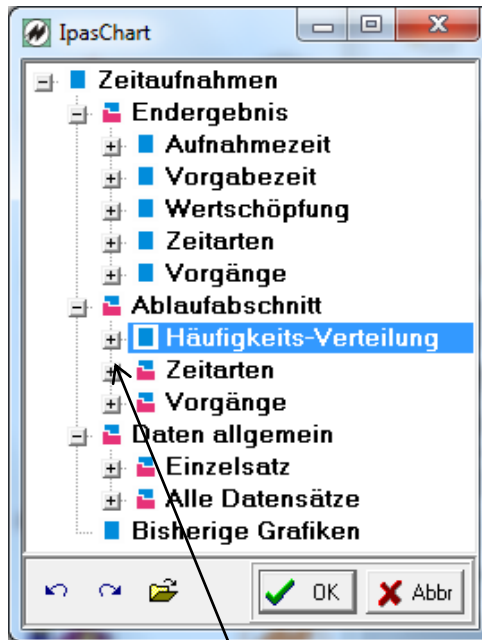 IpasChart
Zeitaufnahmen
Endergebnis
Aufnahmezeit
Vorgabezeit
Wertschöpfung
Zeitarten
Vorgänge
Ablaufabschnitt
Häufigkeits-Verteilung
Zeitarten
Vorgänge
Daten allgemein
Einzelsatz
Alle Datensätze
Bisherige Grafiken
OK Abbr